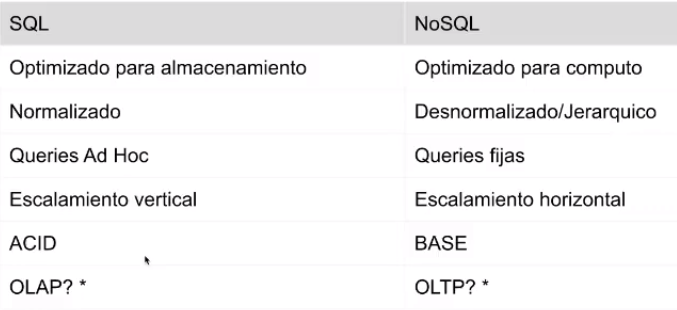 SQL NoSQL
Optimizado para almacenamiento Optimizado para computo
Normalizado Desnormalizado/Jerarquico
Queries Ad Hoc Queries fijas
Escalamiento vertical Escalamiento horizontal
ACID BASE
OLAP? * OLTP? *